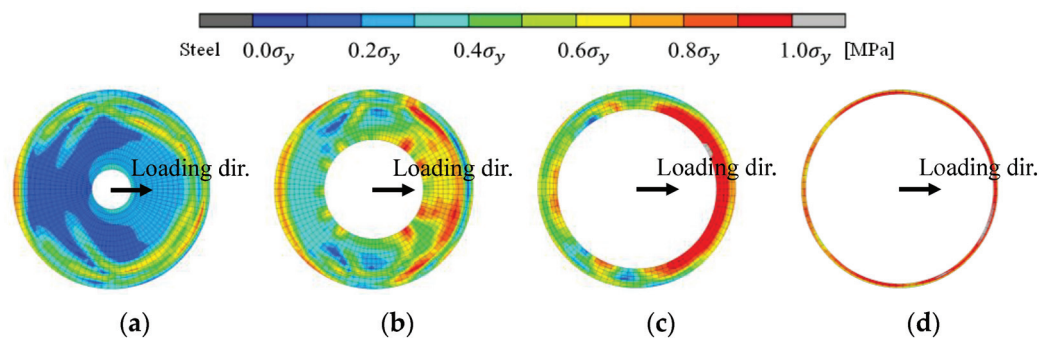 Steel 0.0σy 0.2σy 0.4σy 0.6σy 0.8σy 1.0σy [MPa]
Loading dir. Loading dir. Loading dir. Loading dir.
(a) (b) (c) (d)